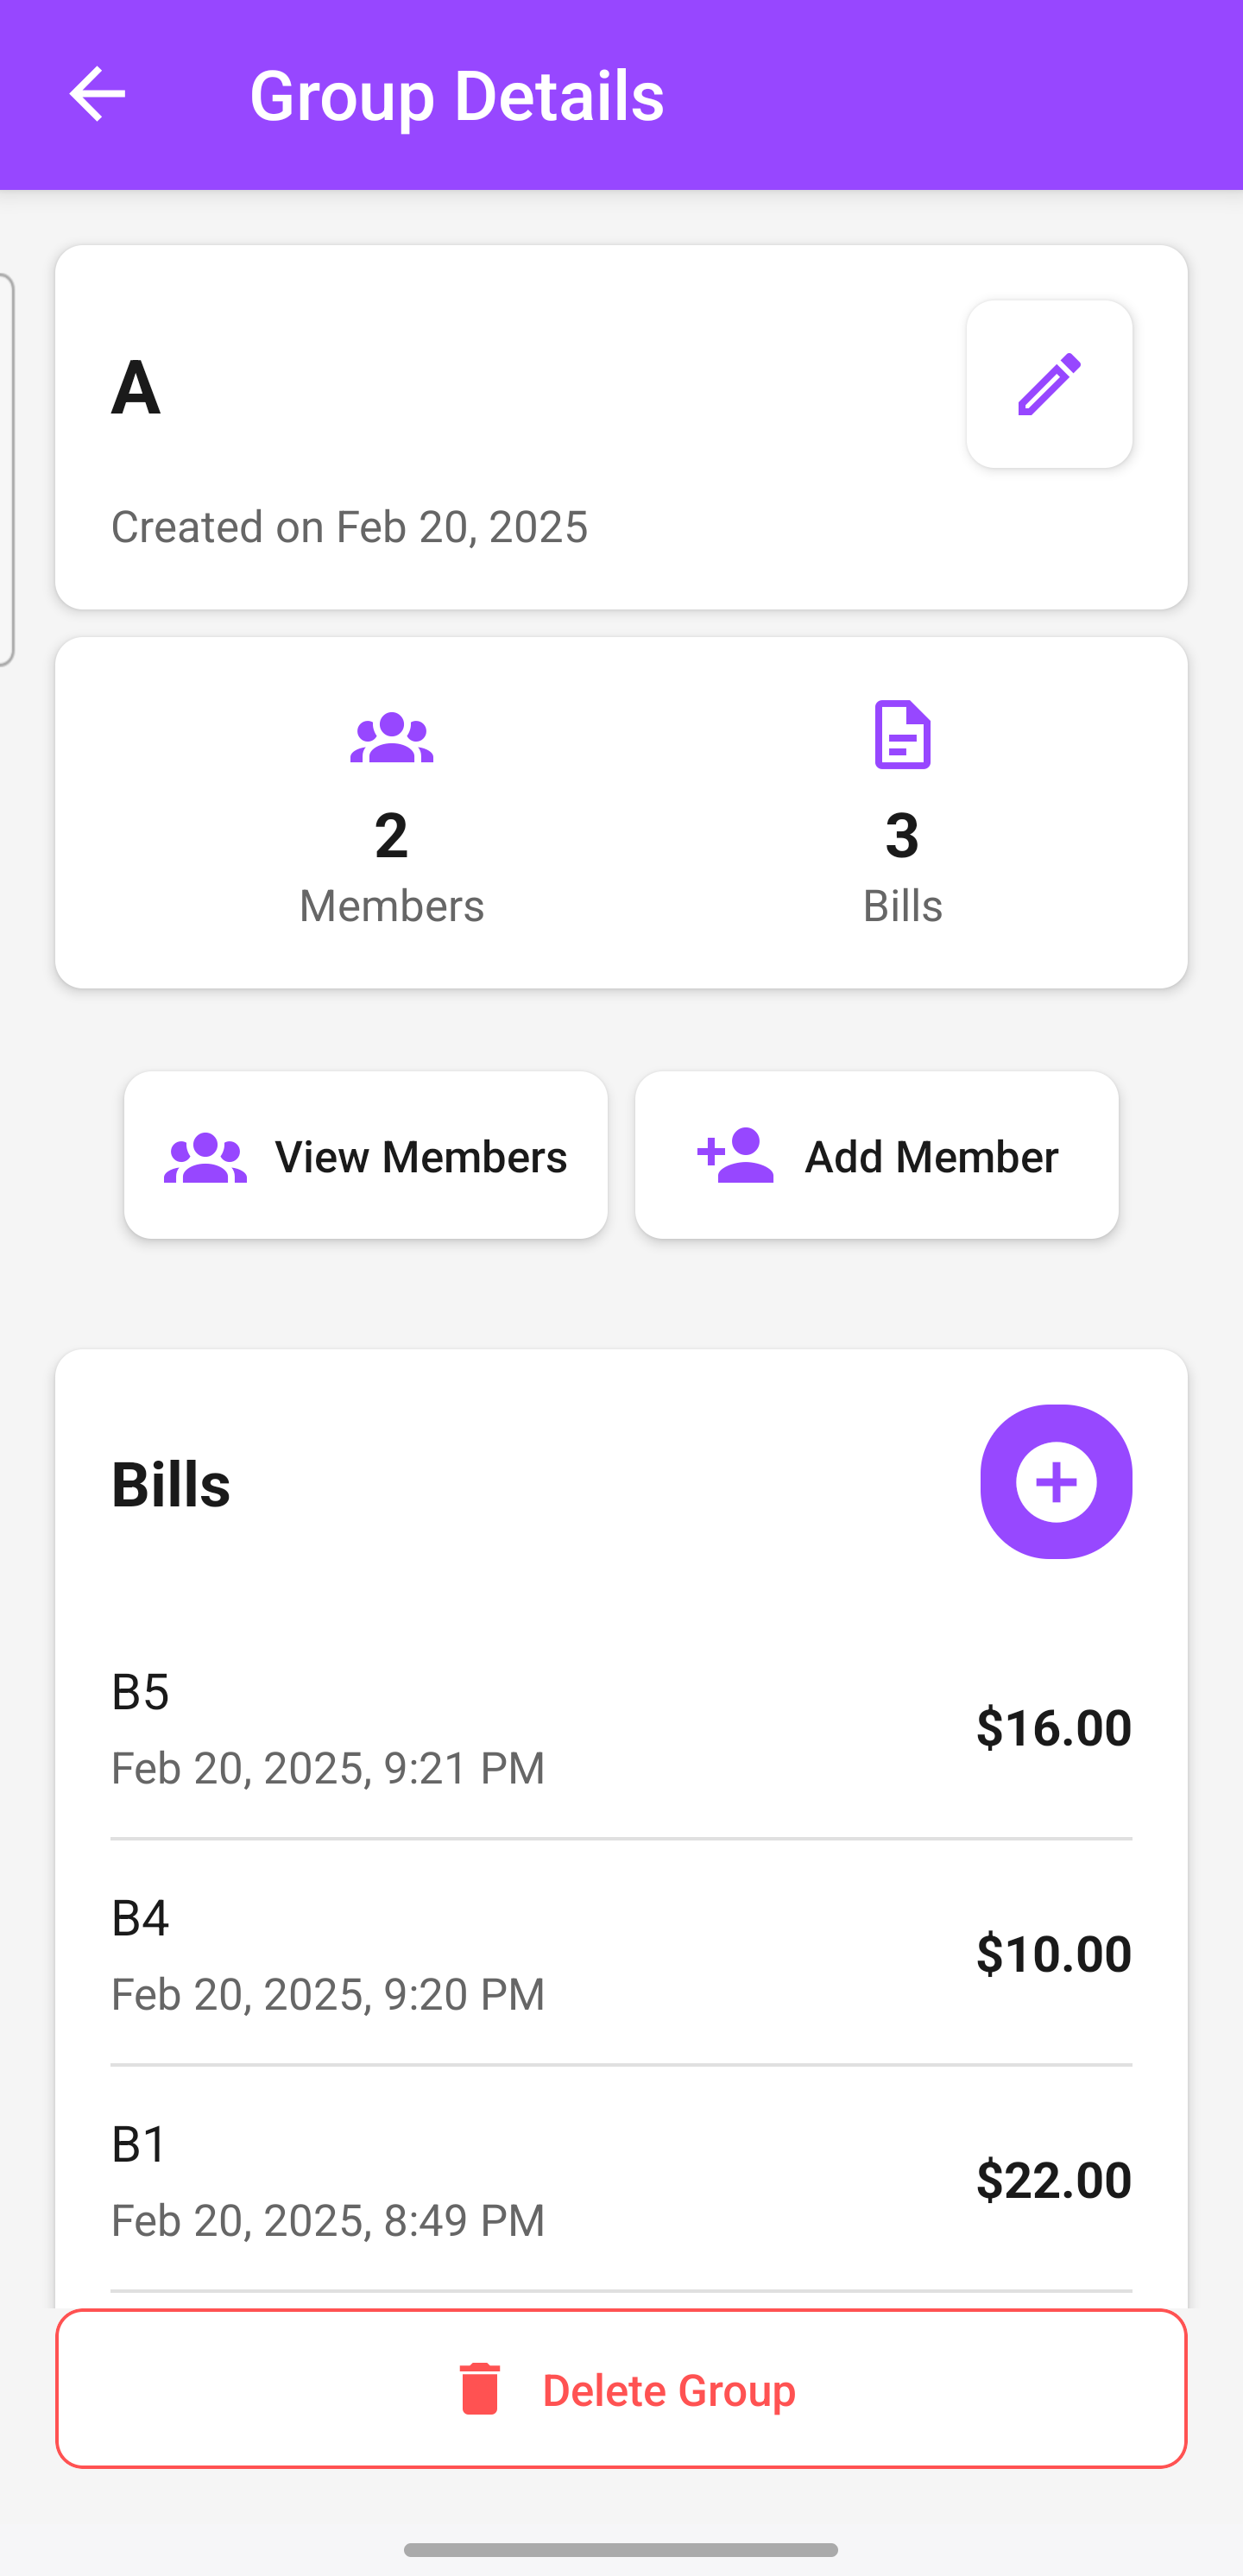 Group Details
A
Created on Feb 20, 2025
2
Members
3
Bills
View Members
Add Member
Bills
B5
Feb 20, 2025, 9:21 PM
$16.00
B4
Feb 20, 2025, 9:20 PM
$10.00
B1
Feb 20, 2025, 8:49 PM
$22.00
Delete Group